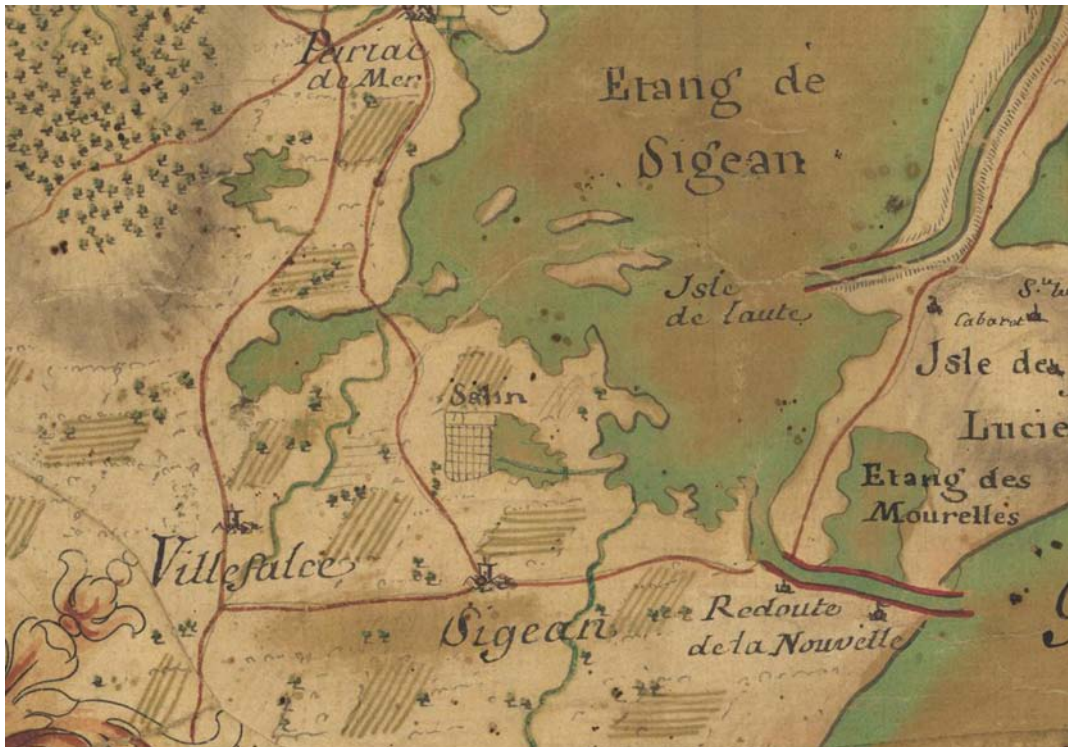 Pariac
de Mer
Etang de
Sigean
Isle
de laute
Cabaret
Isle de
Lucie
Salin
Etang des
Mourelles
Villefalce
Sigean
Redoute
de la Nouvelle